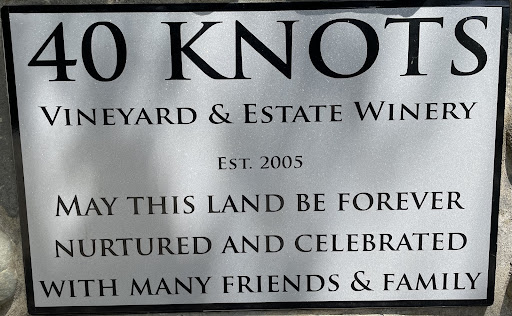 40 KNOTS
VINEYARD & ESTATE WINERY
EST. 2005
MAY THIS LAND BE FOREVER
NURTURED AND CELEBRATED
WITH MANY FRIENDS & FAMILY